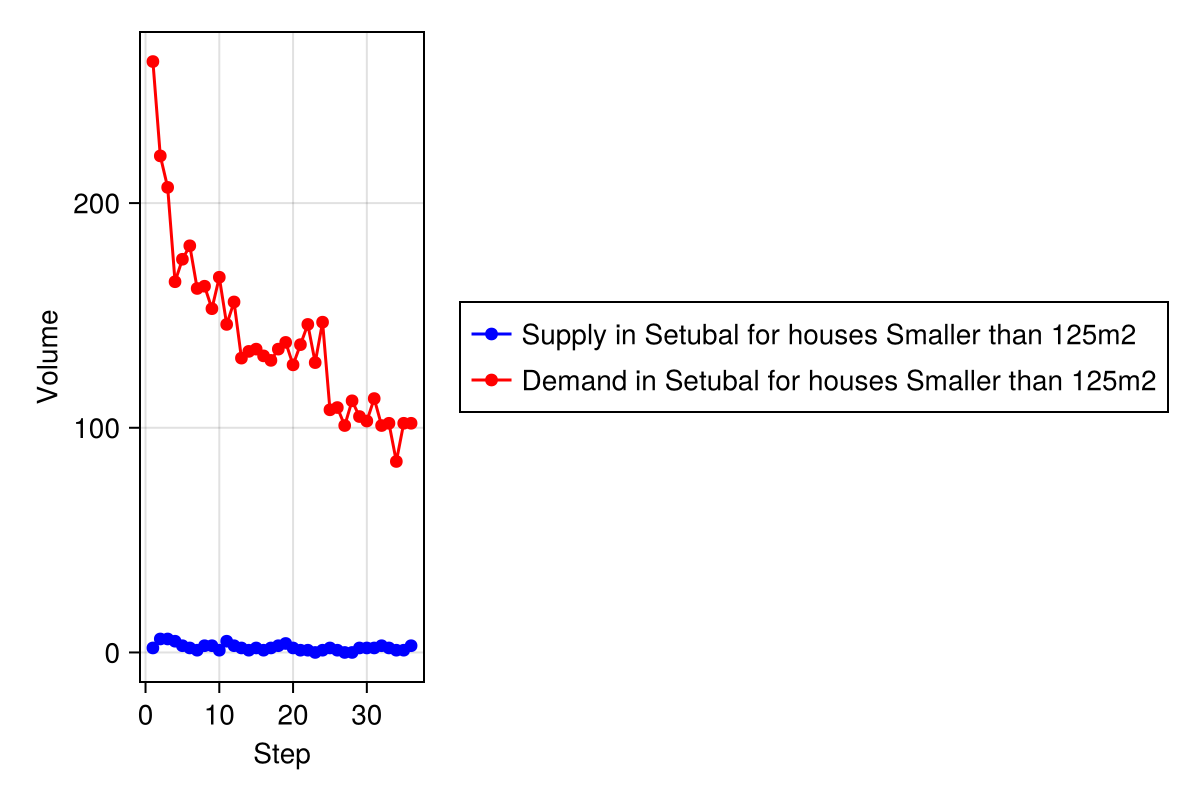 Volume
200
100
0
0 10 20 30
Step
Supply in Setubal for houses Smaller than 125m2
Demand in Setubal for houses Smaller than 125m2